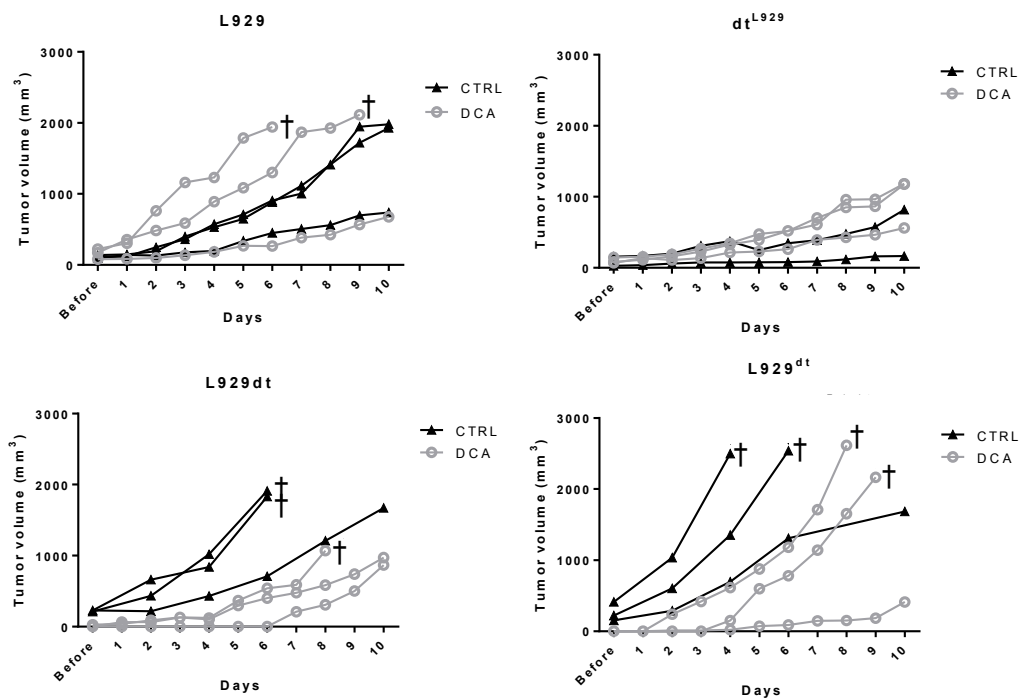 L929
Tumor volume (mm³)
3000
2000
1000
0
Before 1 2 3 4 5 6 7 8 9 10
Days
† †
CTRL
DCA
dt^L929
Tumor volume (mm³)
3000
2000
1000
0
Before 1 2 3 4 5 6 7 8 9 10
Days
CTRL
DCA
L929dt
Tumor volume (mm³)
3000
2000
1000
0
Before 1 2 3 4 5 6 7 8 9 10
Days
† † †
CTRL
DCA
L929^dt
Tumor volume (mm³)
3000
2000
1000
0
Before 1 2 3 4 5 6 7 8 9 10
Days
† † † †
CTRL
DCA